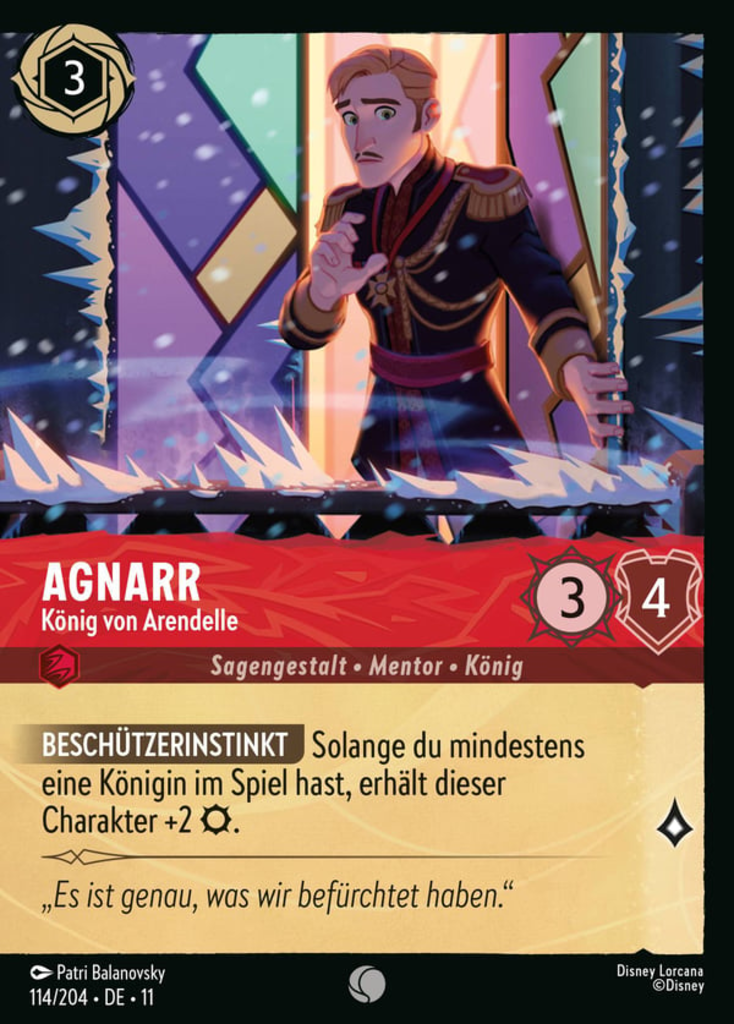 3
AGNARR
König von Arendelle
3 4
Sagengestalt • Mentor • König
BESCHÜTZERINSTINKT Solange du mindestens
eine Königin im Spiel hast, erhält dieser
Charakter +2 .
„Es ist genau, was wir befürchtet haben.“
Patri Balanovsky
114/204 • DE • 11
Disney Lorcana
©Disney